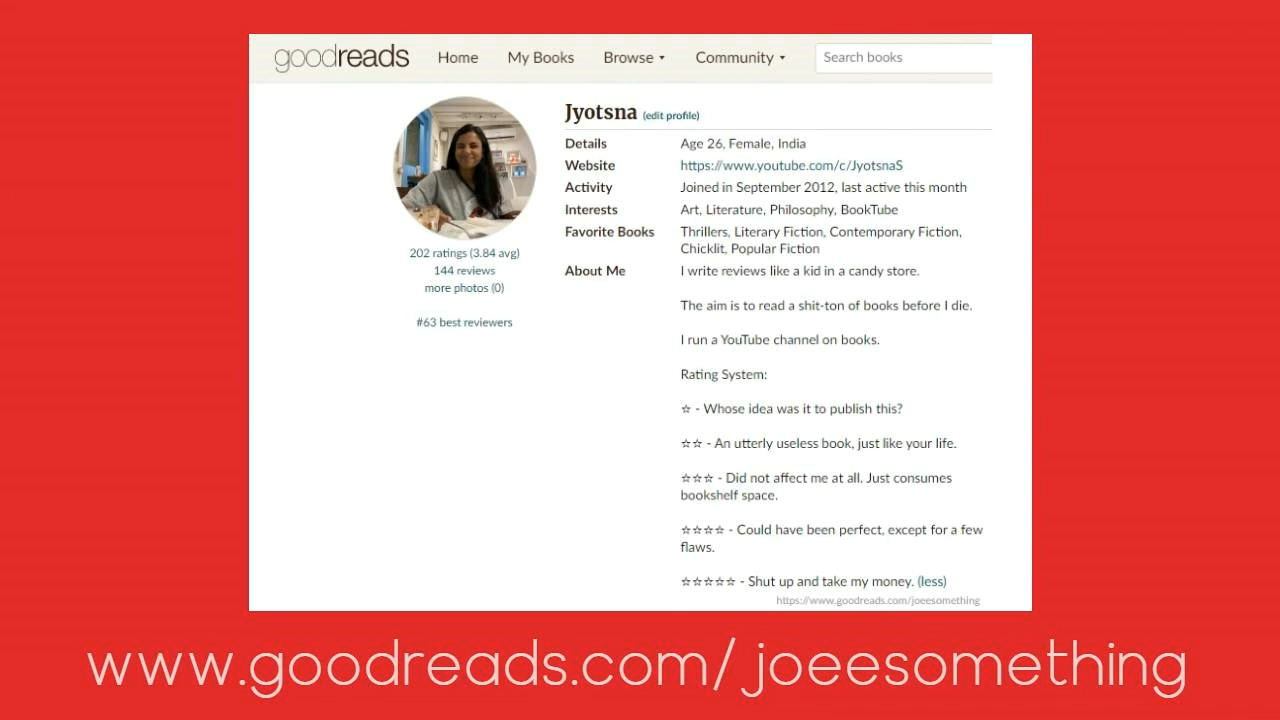 goodreads Home My Books Browse Community Search books
Jyotsna (edit profile)
Details Age 26, Female, India
Website https://www.youtube.com/c/JyotsnaS
Activity Joined in September 2012, last active this month
Interests Art, Literature, Philosophy, BookTube
Favorite Books Thrillers, Literary Fiction, Contemporary Fiction,
Chicklit, Popular Fiction
About Me I write reviews like a kid in a candy store.
The aim is to read a shit-ton of books before I die.
I run a YouTube channel on books.
Rating System:
☆ - Whose idea was it to publish this?
☆☆ - An utterly useless book, just like your life.
☆☆☆ - Did not affect me at all. Just consumes
bookshelf space.
☆☆☆☆ - Could have been perfect, except for a few
flaws.
☆☆☆☆☆ - Shut up and take my money. (less)
202 ratings (3.84 avg)
144 reviews
more photos (0)
#63 best reviewers
https://www.goodreads.com/joeesomething
www.goodreads.com/joeesomething